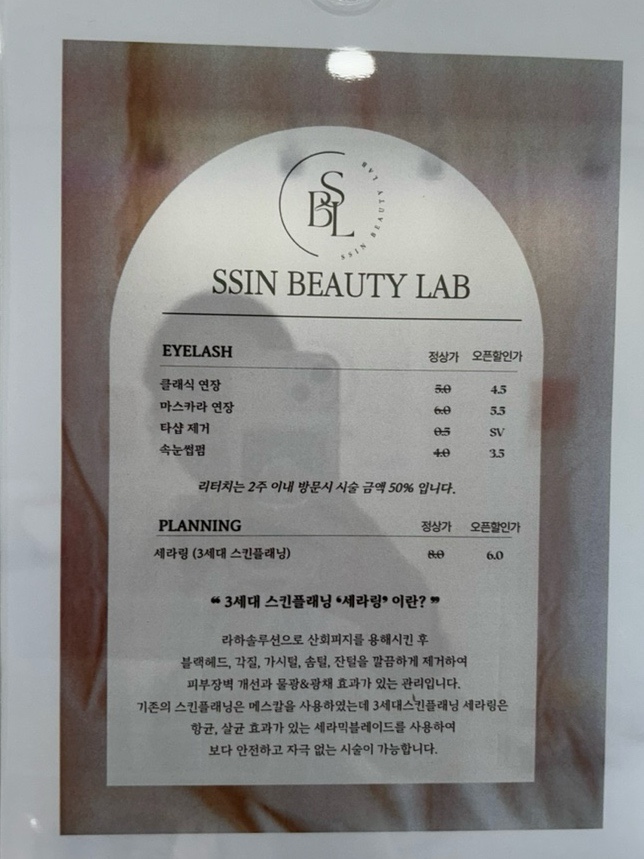 BSL
SSIN BEAUTY LAB
SSIN BEAUTY LAB
EYELASH 정상가 오픈할인가
클래식 연장 5.0 4.5
마스카라 연장 6.0 5.5
타샵 제거 0.5 SV
속눈썹펌 4.0 3.5
리터치는 2주 이내 방문시 시술 금액 50% 입니다.
PLANNING 정상가 오픈할인가
세라링 (3세대 스킨플래닝) 8.0 6.0
❝ 3세대 스킨플래닝 ‘세라링’ 이란? ❞
라하솔루션으로 산회피지를 용해시킨 후
블랙헤드, 각질, 가시털, 솜털, 잔털을 깔끔하게 제거하여
피부장벽 개선과 물광&광채 효과가 있는 관리입니다.
기존의 스킨플래닝은 메스칼을 사용하였는데 3세대스킨플래닝 세라링은
항균, 살균 효과가 있는 세라믹블레이드를 사용하여
보다 안전하고 자극 없는 시술이 가능합니다.